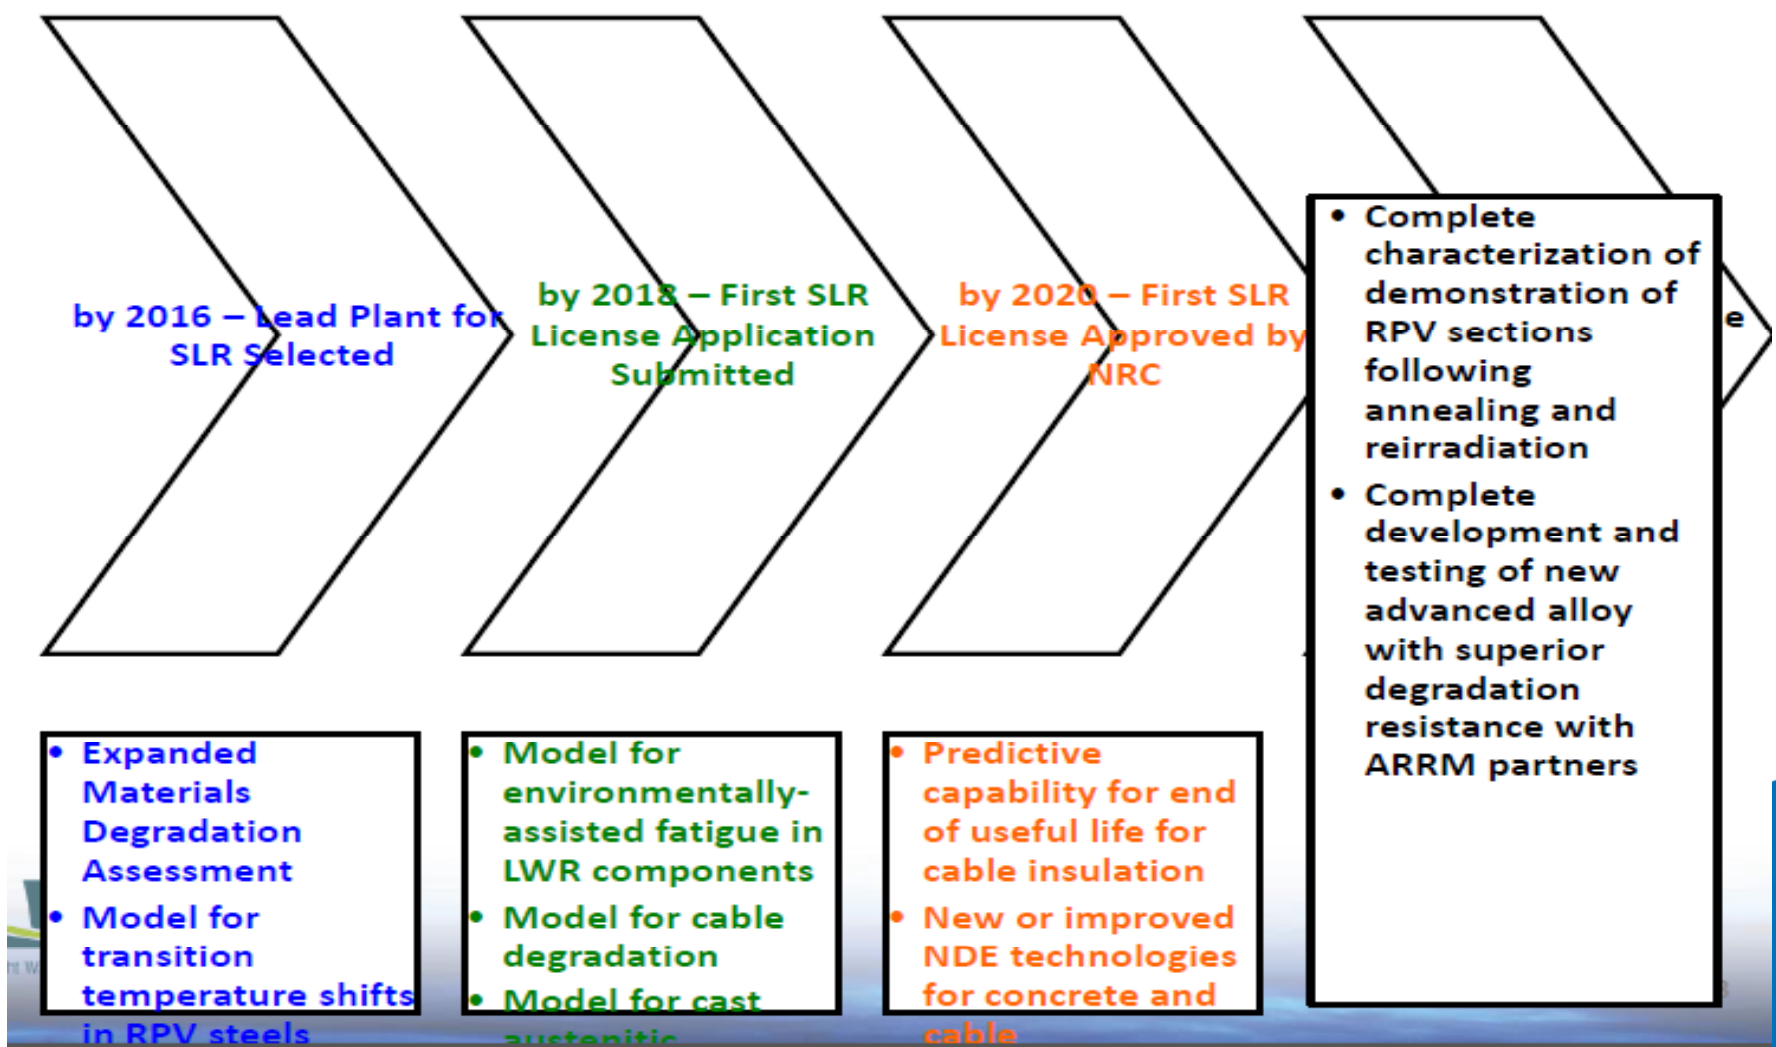 by 2016 – Lead Plant for
SLR Selected
by 2018 – First SLR
License Application
Submitted
by 2020 – First SLR
License Approved by
NRC
e
• Expanded
Materials
Degradation
Assessment
• Model for
transition
temperature shifts
in RPV steels
• Model for
environmentally-
assisted fatigue in
LWR components
• Model for cable
degradation
• Model for cast
austenitic
• Predictive
capability for end
of useful life for
cable insulation
• New or improved
NDE technologies
for concrete and
cable
• Complete
characterization of
demonstration of
RPV sections
following
annealing and
reirradiation
• Complete
development and
testing of new
advanced alloy
with superior
degradation
resistance with
ARRM partners